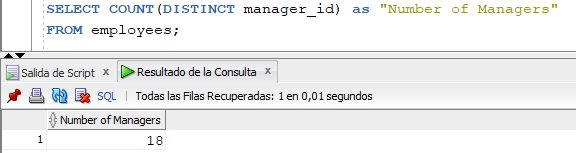 SELECT COUNT(DISTINCT manager_id) as "Number of Managers"
FROM employees;
Salida de Script x
Resultado de la Consulta x
SQL | Todas las Filas Recuperadas: 1 en 0,01 segundos
Number of Managers
1 18